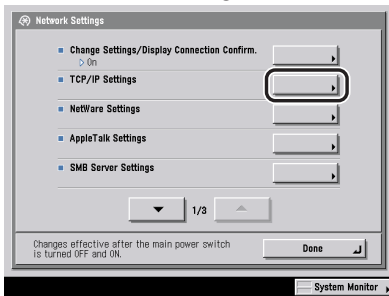 Network Settings
Change Settings/Display Connection Confirm.
On
TCP/IP Settings
NetWare Settings
AppleTalk Settings
SMB Server Settings
1/3
Changes effective after the main power switch
is turned OFF and ON.
Done
System Monitor